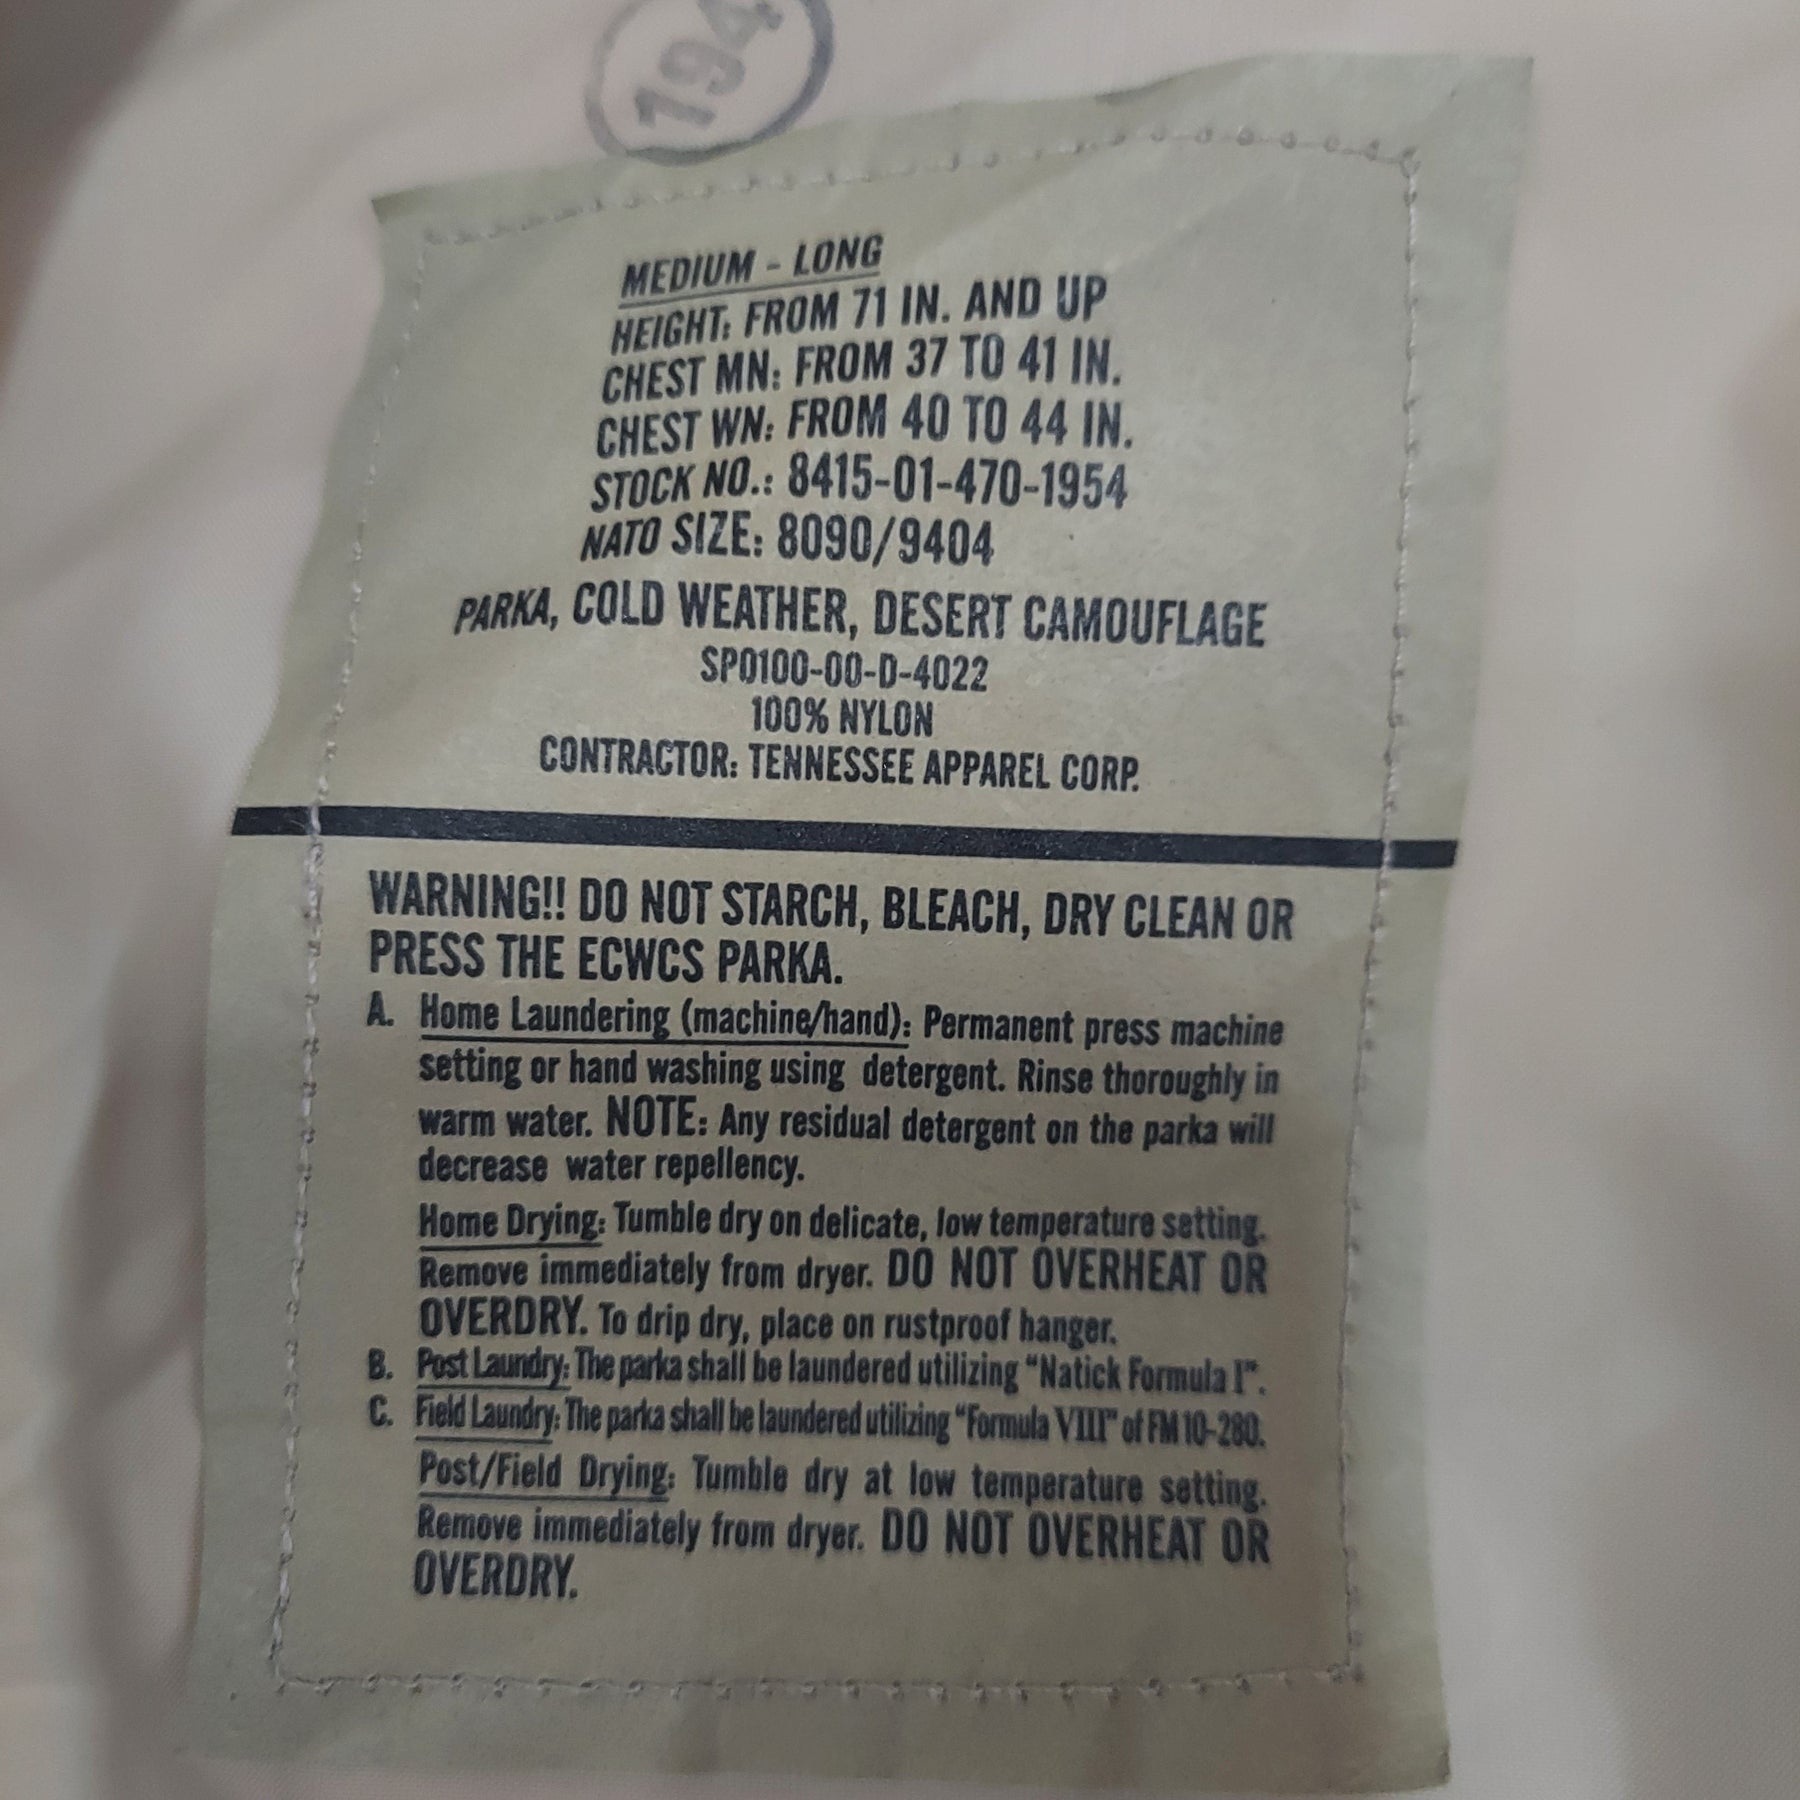 194
MEDIUM - LONG
HEIGHT: FROM 71 IN. AND UP
CHEST MN: FROM 37 TO 41 IN.
CHEST WN: FROM 40 TO 44 IN.
STOCK NO.: 8415-01-470-1954
NATO SIZE: 8090/9404
PARKA, COLD WEATHER, DESERT CAMOUFLAGE
SP0100-00-D-4022
100% NYLON
CONTRACTOR: TENNESSEE APPAREL CORP.
WARNING!! DO NOT STARCH, BLEACH, DRY CLEAN OR
PRESS THE ECWCS PARKA.
A. Home Laundering (machine/hand): Permanent press machine
setting or hand washing using detergent. Rinse thoroughly in
warm water. NOTE: Any residual detergent on the parka will
decrease water repellency.
Home Drying: Tumble dry on delicate, low temperature setting.
Remove immediately from dryer. DO NOT OVERHEAT OR
OVERDRY. To drip dry, place on rustproof hanger.
B. Post Laundry: The parka shall be laundered utilizing "Natick Formula I".
C. Field Laundry: The parka shall be laundered utilizing "Formula VIII" of FM 10-280.
Post/Field Drying: Tumble dry at low temperature setting.
Remove immediately from dryer. DO NOT OVERHEAT OR
OVERDRY.